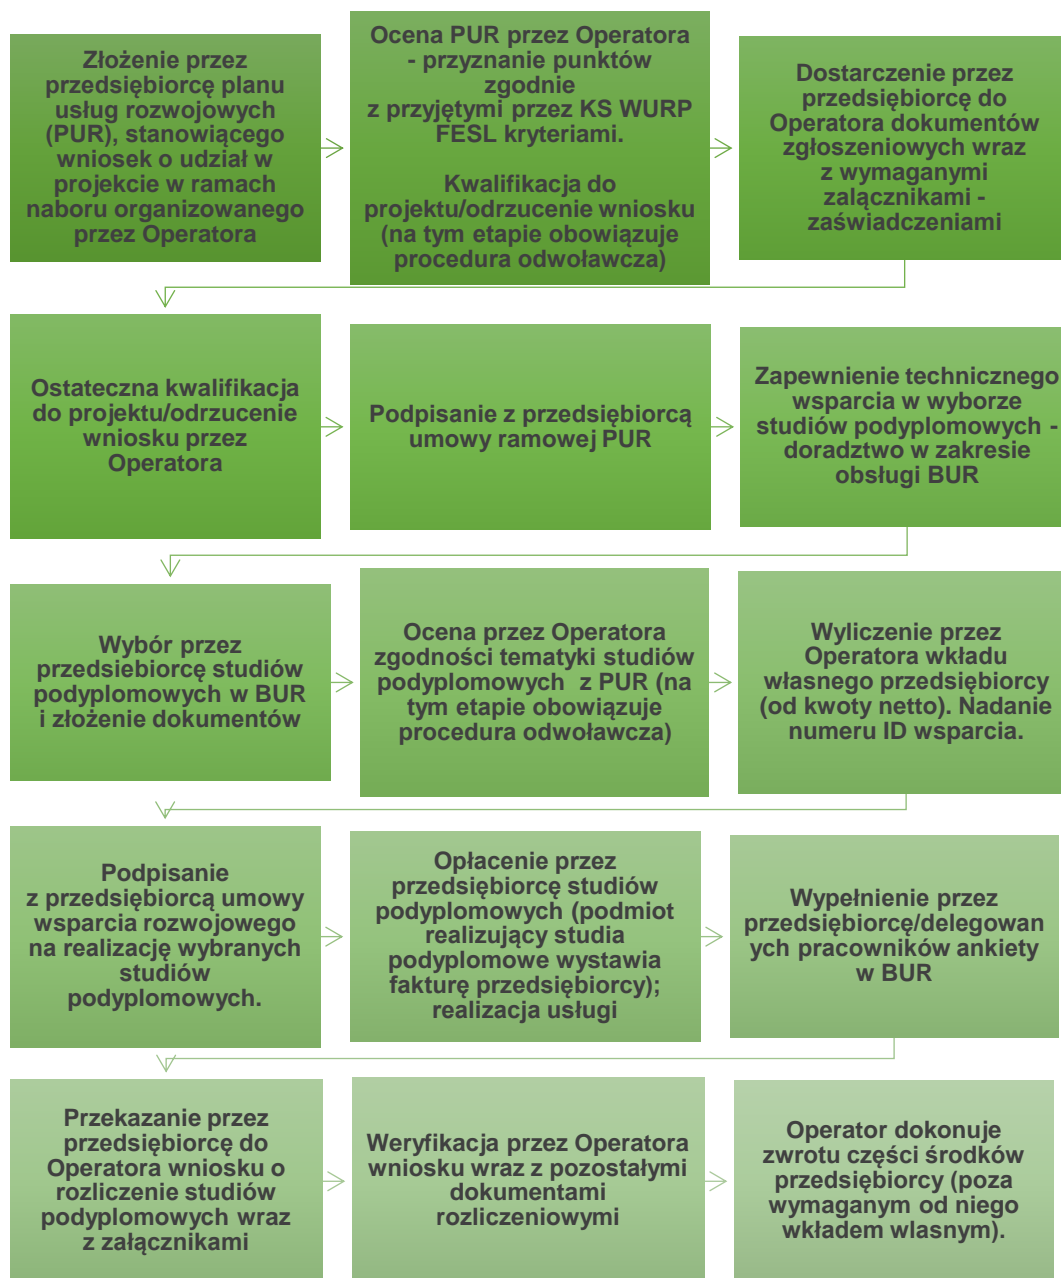 Złożenie przez
przedsiębiorcę planu
usług rozwojowych
(PUR), stanowiącego
wniosek o udział w
projekcie w ramach
naboru organizowanego
przez Operatora
Ocena PUR przez Operatora
- przyznanie punktów
zgodnie
z przyjętymi przez KS WURP
FESL kryteriami.
Kwalifikacja do
projektu/odrzucenie wniosku
(na tym etapie obowiązuje
procedura odwoławcza)
Dostarczenie przez
przedsiębiorcę do
Operatora dokumentów
zgłoszeniowych wraz
z wymaganymi
zalącznikami -
zaświadczeniami
Ostateczna kwalifikacja
do projektu/odrzucenie
wniosku przez
Operatora
Podpisanie z przedsiębiorcą
umowy ramowej PUR
Zapewnienie technicznego
wsparcia w wyborze
studiów podyplomowych -
doradztwo w zakresie
obsługi BUR
Wybór przez
przedsiebiorcę studiów
podyplomowych w BUR
i złożenie dokumentów
Ocena przez Operatora
zgodności tematyki studiów
podyplomowych z PUR (na
tym etapie obowiązuje
procedura odwoławcza)
Wyliczenie przez
Operatora wkładu
własnego przedsiębiorcy
(od kwoty netto). Nadanie
numeru ID wsparcia.
Podpisanie
z przedsiębiorcą umowy
wsparcia rozwojowego
na realizację wybranych
studiów
podyplomowych.
Opłacenie przez
przedsiębiorcę studiów
podyplomowych (podmiot
realizujący studia
podyplomowe wystawia
fakturę przedsiębiorcy);
realizacja usługi
Wypełnienie przez
przedsiębiorcę/delegowan
ych pracowników ankiety
w BUR
Przekazanie przez
przedsiębiorcę do
Operatora wniosku o
rozliczenie studiów
podyplomowych wraz
z załącznikami
Weryfikacja przez Operatora
wniosku wraz z pozostałymi
dokumentami
rozliczeniowymi
Operator dokonuje
zwrotu części środków
przedsiębiorcy (poza
wymaganym od niego
wkładem wlasnym).